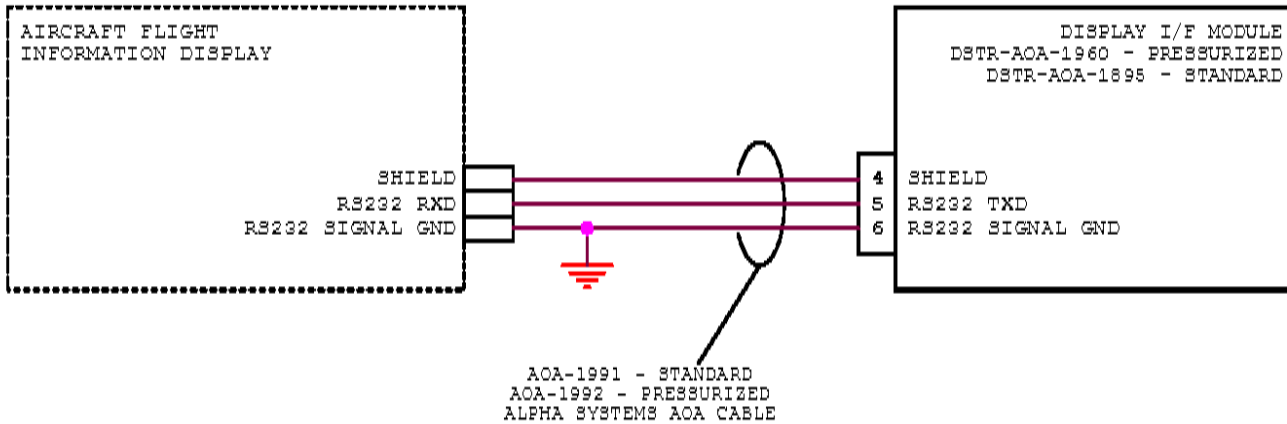 AIRCRAFT FLIGHT
INFORMATION DISPLAY
DISPLAY I/F MODULE
DSTR-AOA-1960 - PRESSURIZED
DSTR-AOA-1895 - STANDARD
SHIELD
RS232 RXD
RS232 SIGNAL GND
4 SHIELD
5 RS232 TXD
6 RS232 SIGNAL GND
AOA-1991 - STANDARD
AOA-1992 - PRESSURIZED
ALPHA SYSTEMS AOA CABLE